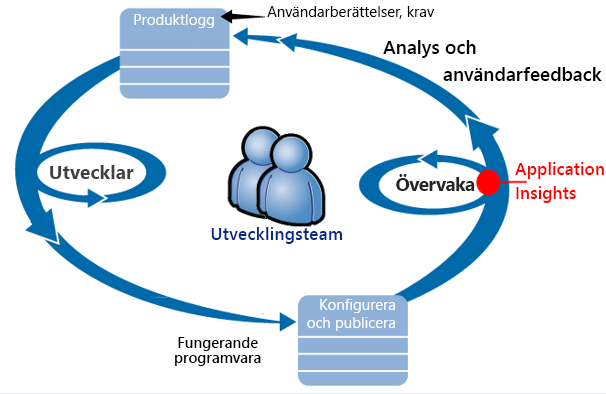 Produktlogg
Användarberättelser, krav
Analys och
användarfeedback
Utvecklar
Övervaka
Application
Insights
Utvecklingsteam
Konfigurera
och publicera
Fungerande
programvara